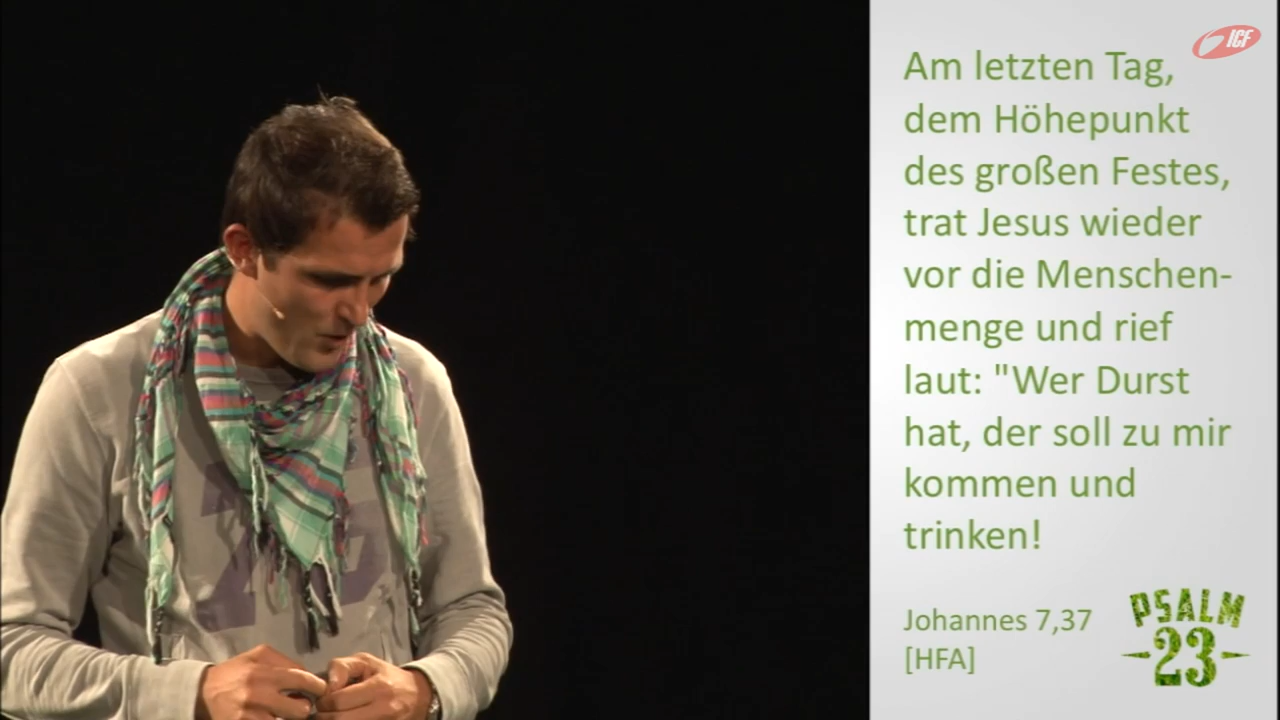 ICF
Am letzten Tag,
dem Höhepunkt
des großen Festes,
trat Jesus wieder
vor die Menschen-
menge und rief
laut: "Wer Durst
hat, der soll zu mir
kommen und
trinken!
Johannes 7,37
[HFA]
PSALM
23